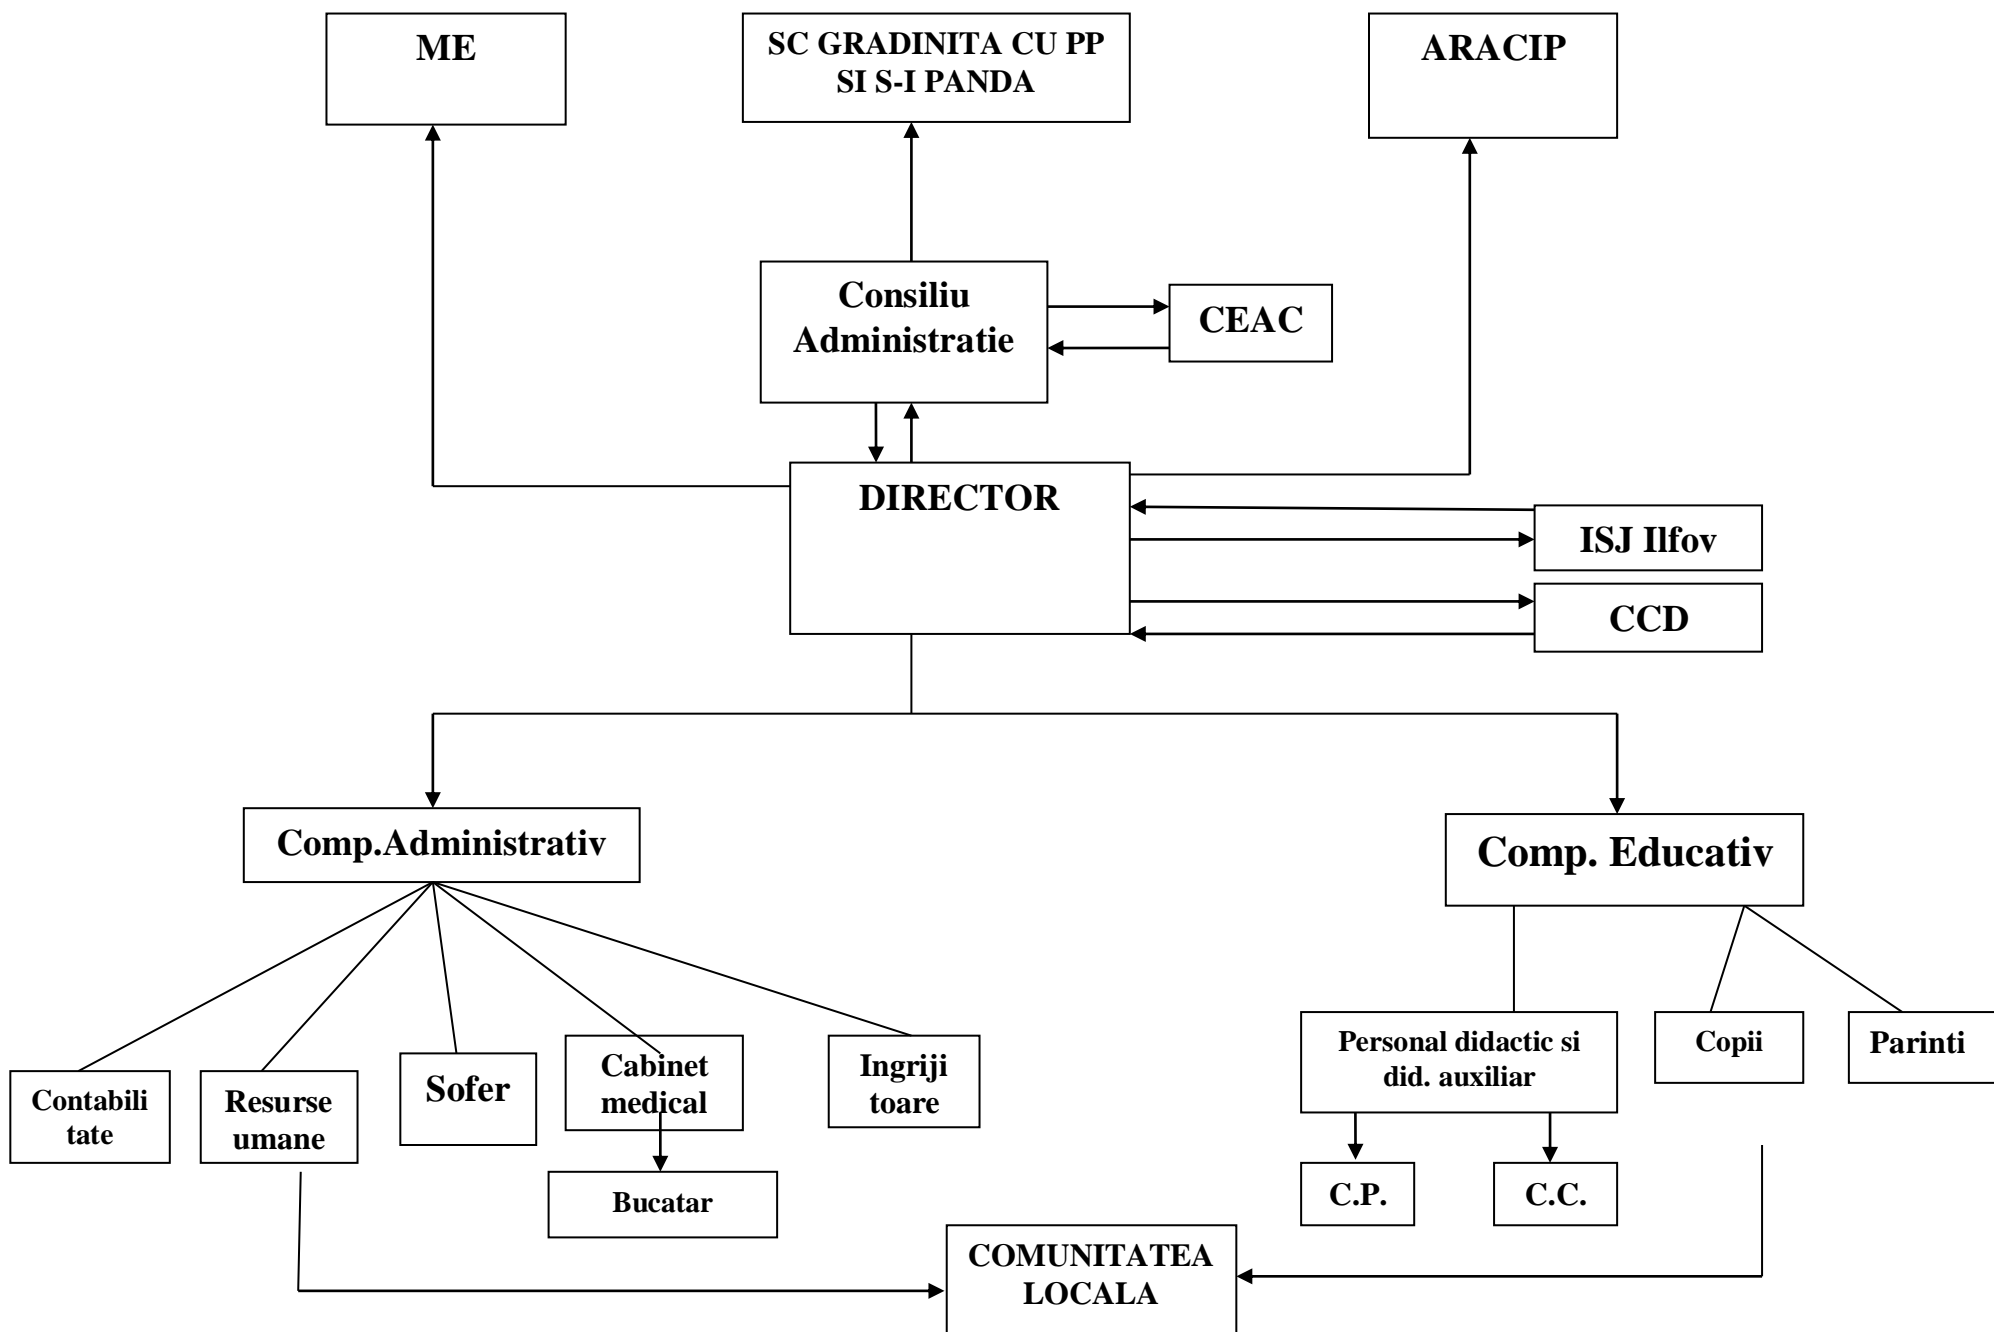 ME
SC GRADINITA CU PP
SI S-I PANDA
ARACIP
Consiliu
Administratie
CEAC
DIRECTOR
ISJ Ilfov
CCD
Comp.Administrativ
Comp. Educativ
Contabili
tate
Resurse
umane
Sofer
Cabinet
medical
Ingriji
toare
Personal didactic si
did. auxiliar
Copii
Parinti
Bucatar
C.P.
C.C.
COMUNITATEA
LOCALA